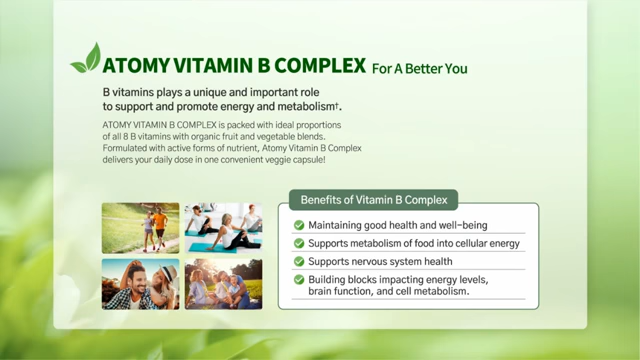 ATOMY VITAMIN B COMPLEX For A Better You
B vitamins plays a unique and important role
to support and promote energy and metabolism†.
ATOMY VITAMIN B COMPLEX is packed with ideal proportions
of all 8 B vitamins with organic fruit and vegetable blends.
Formulated with active forms of nutrient, Atomy Vitamin B Complex
delivers your daily dose in one convenient veggie capsule!
Benefits of Vitamin B Complex
Maintaining good health and well-being
Supports metabolism of food into cellular energy
Supports nervous system health
Building blocks impacting energy levels,
brain function, and cell metabolism.